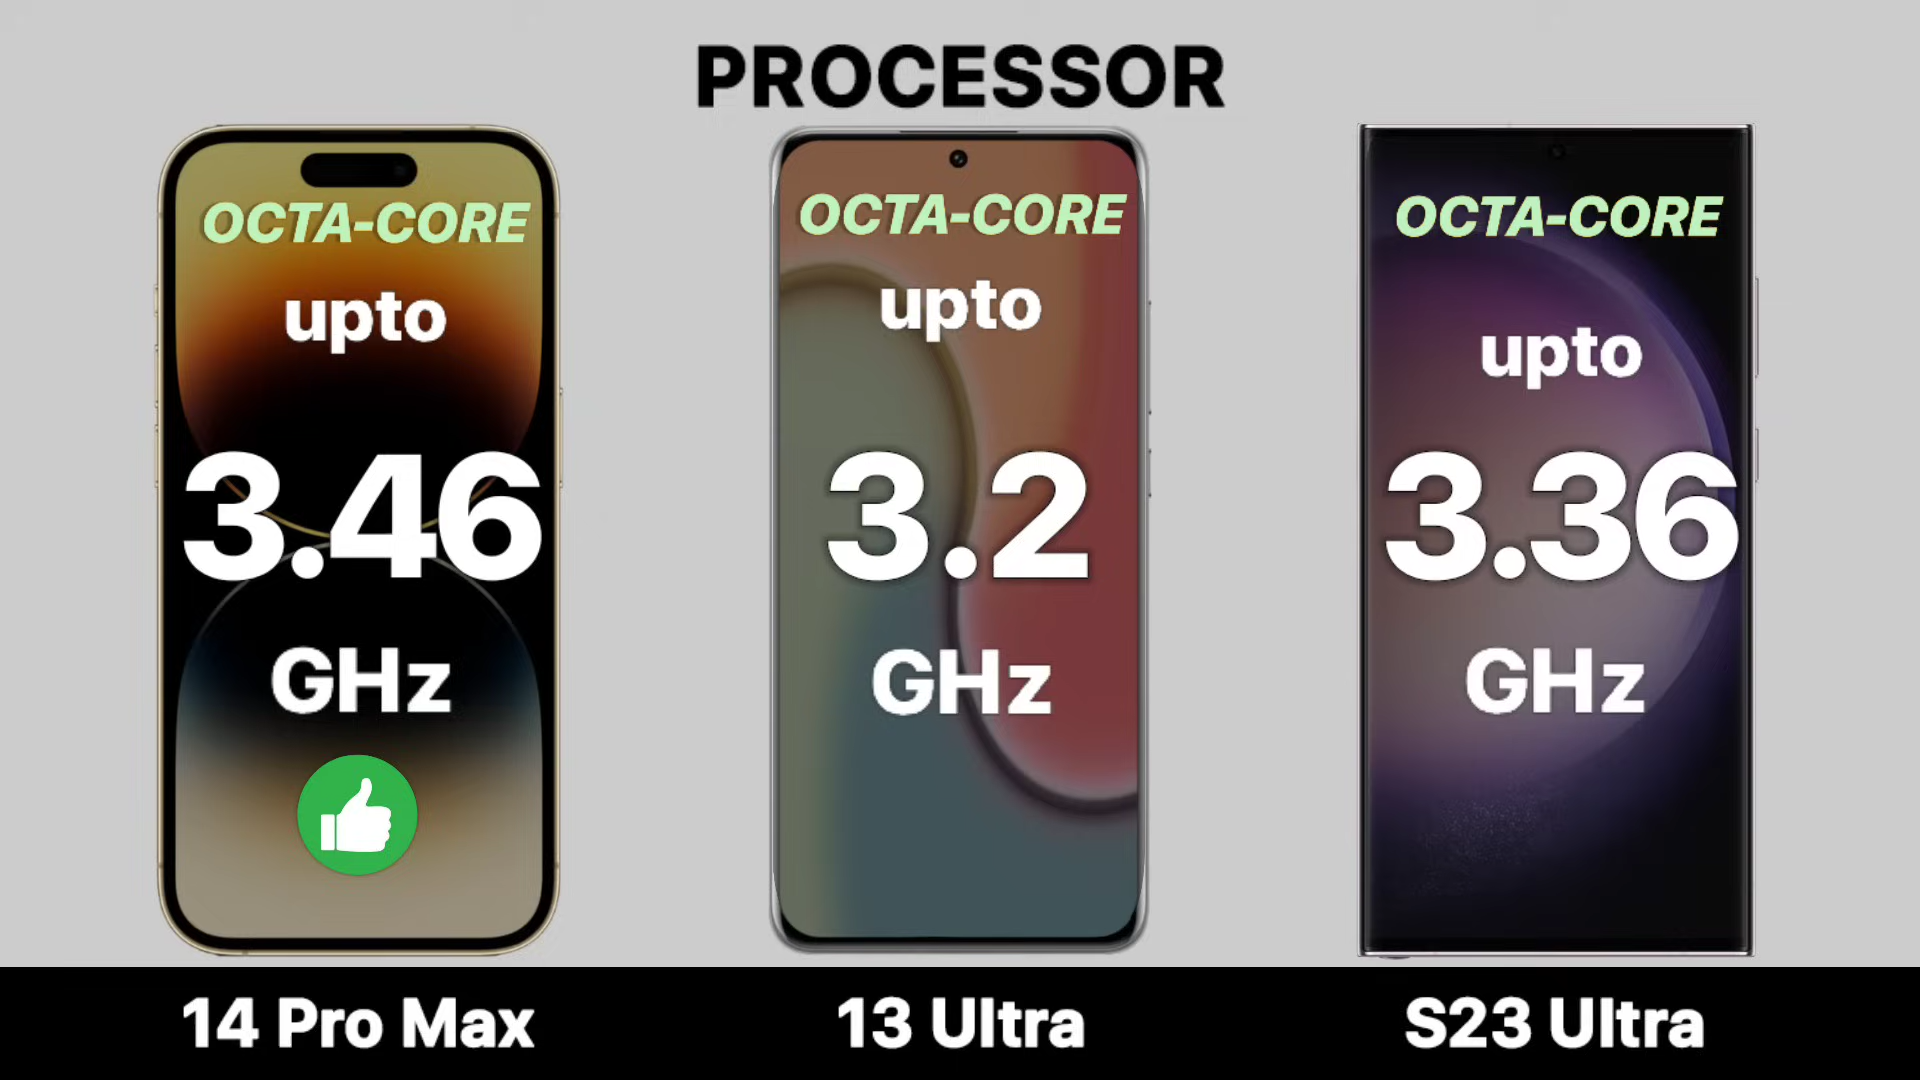 PROCESSOR
OCTA-CORE
upto
3.46
GHz
14 Pro Max
OCTA-CORE
upto
3.2
GHz
13 Ultra
OCTA-CORE
upto
3.36
GHz
S23 Ultra